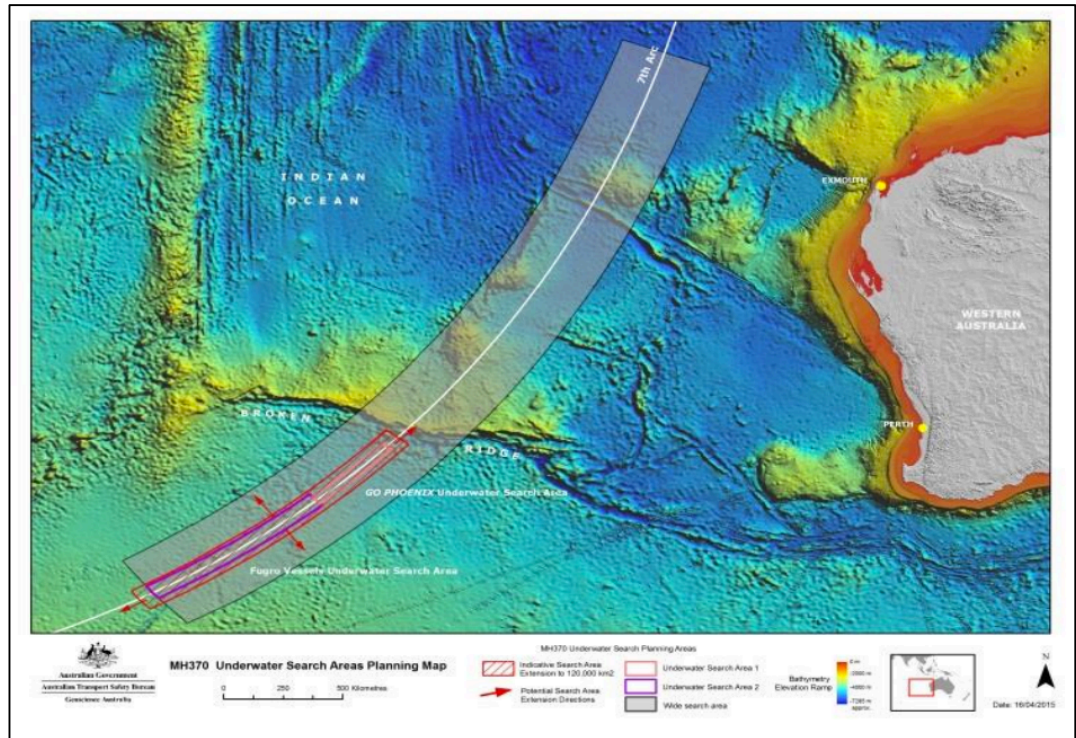 7th Arc
INDIAN
OCEAN
EXMOUTH
WESTERN
AUSTRALIA
PERTH
BROKEN
RIDGE
GO PHOENIX Underwater Search Area
Fugro Vessels Underwater Search Area
Australian Government
Australian Transport Safety Bureau
Geoscience Australia
MH370 Underwater Search Areas Planning Map
0 250 500 Kilometres
MH370 Underwater Search Planning Areas
Indicative Search Area
Extension to 120,000 km2
Potential Search Area
Extension Directions
Underwater Search Area 1
Underwater Search Area 2
Wide search area
Bathymetry
Elevation Ramp
0 m
-2000 m
-4000 m
N
Date: 16/04/2015